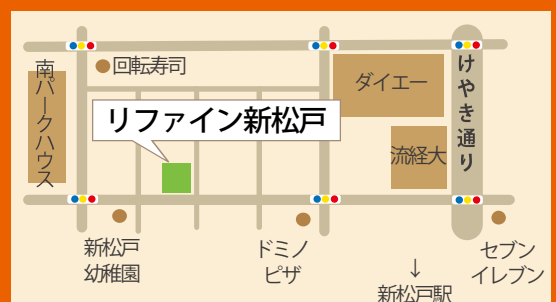 回転寿司
南パークハウス
ダイエー
けやき通り
リファイン新松戸
流経大
新松戸
幼稚園
ドミノ
ピザ
↓
新松戸駅
セブン
イレブン